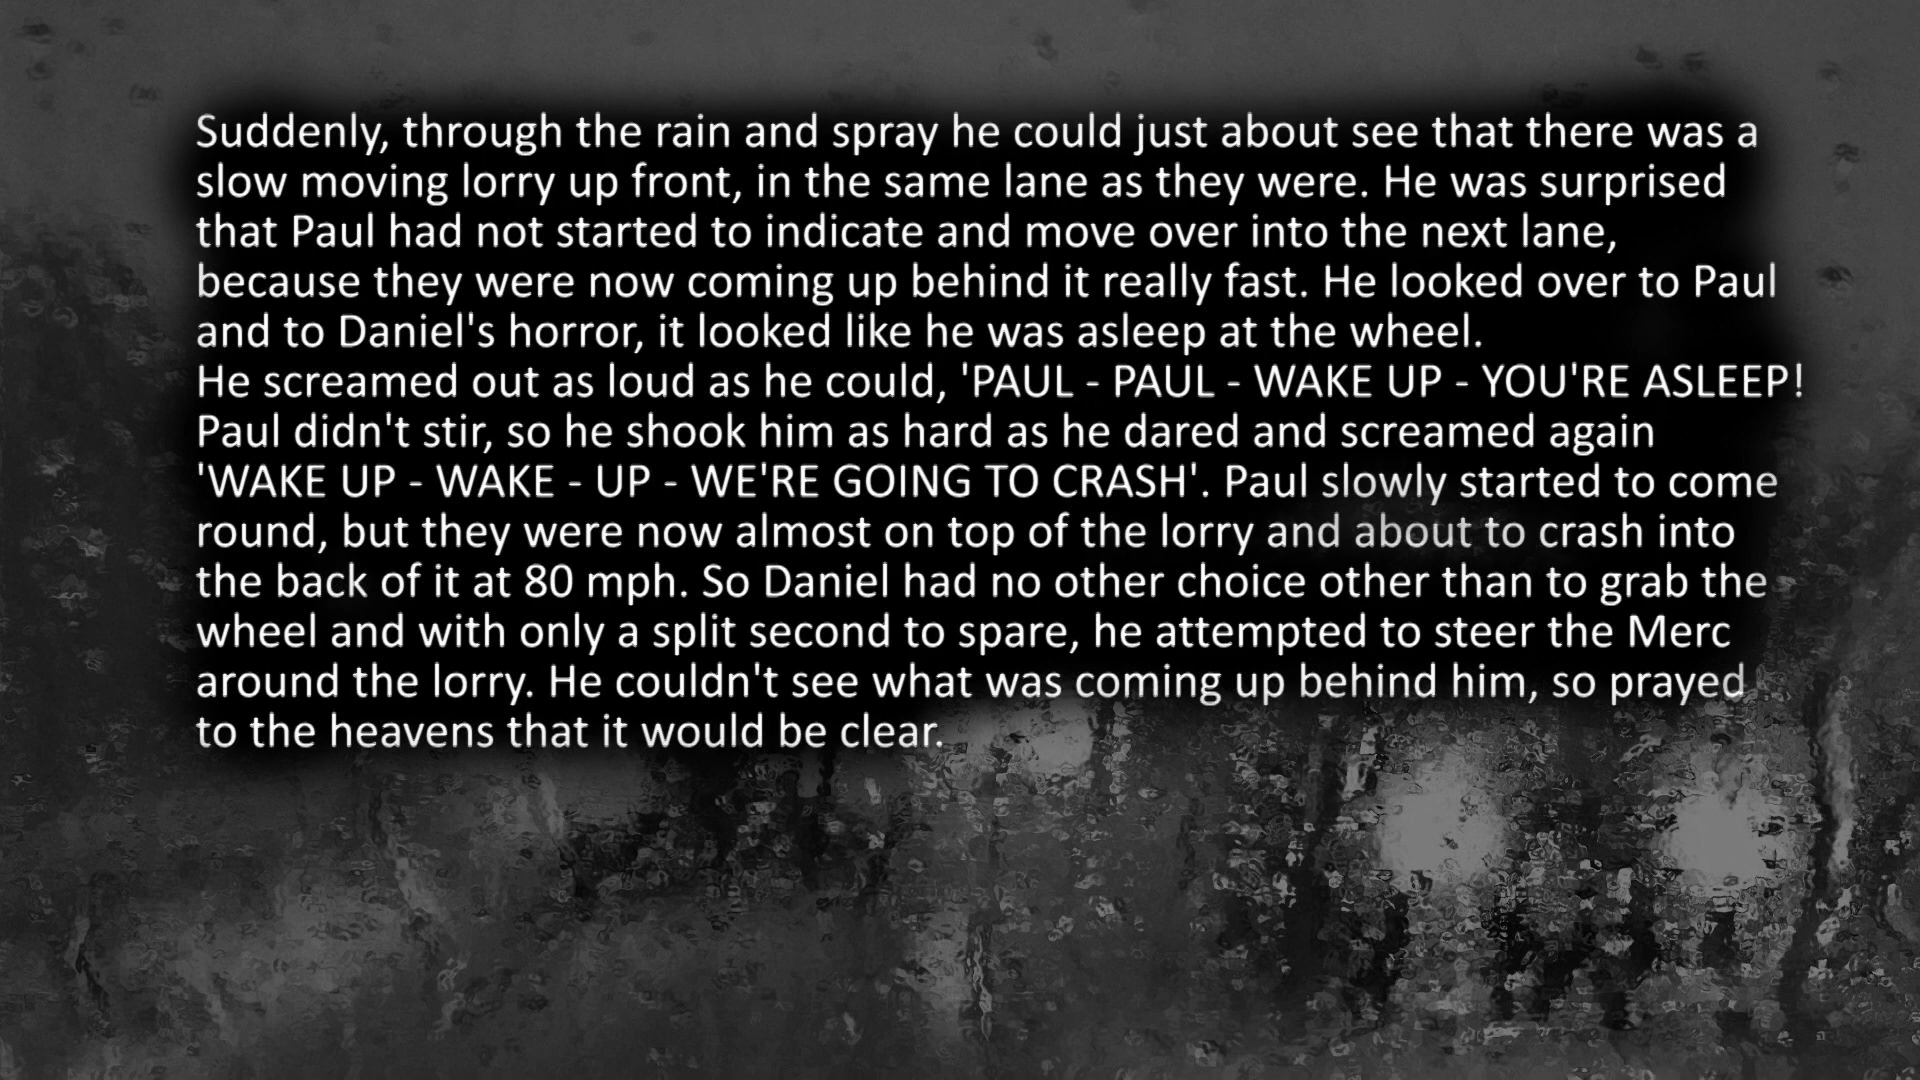 Suddenly, through the rain and spray he could just about see that there was a
slow moving lorry up front, in the same lane as they were. He was surprised
that Paul had not started to indicate and move over into the next lane,
because they were now coming up behind it really fast. He looked over to Paul
and to Daniel's horror, it looked like he was asleep at the wheel.
He screamed out as loud as he could, 'PAUL - PAUL - WAKE UP - YOU'RE ASLEEP!
Paul didn't stir, so he shook him as hard as he dared and screamed again
'WAKE UP - WAKE - UP - WE'RE GOING TO CRASH'. Paul slowly started to come
round, but they were now almost on top of the lorry and about to crash into
the back of it at 80 mph. So Daniel had no other choice other than to grab the
wheel and with only a split second to spare, he attempted to steer the Merc
around the lorry. He couldn't see what was coming up behind him, so prayed
to the heavens that it would be clear.